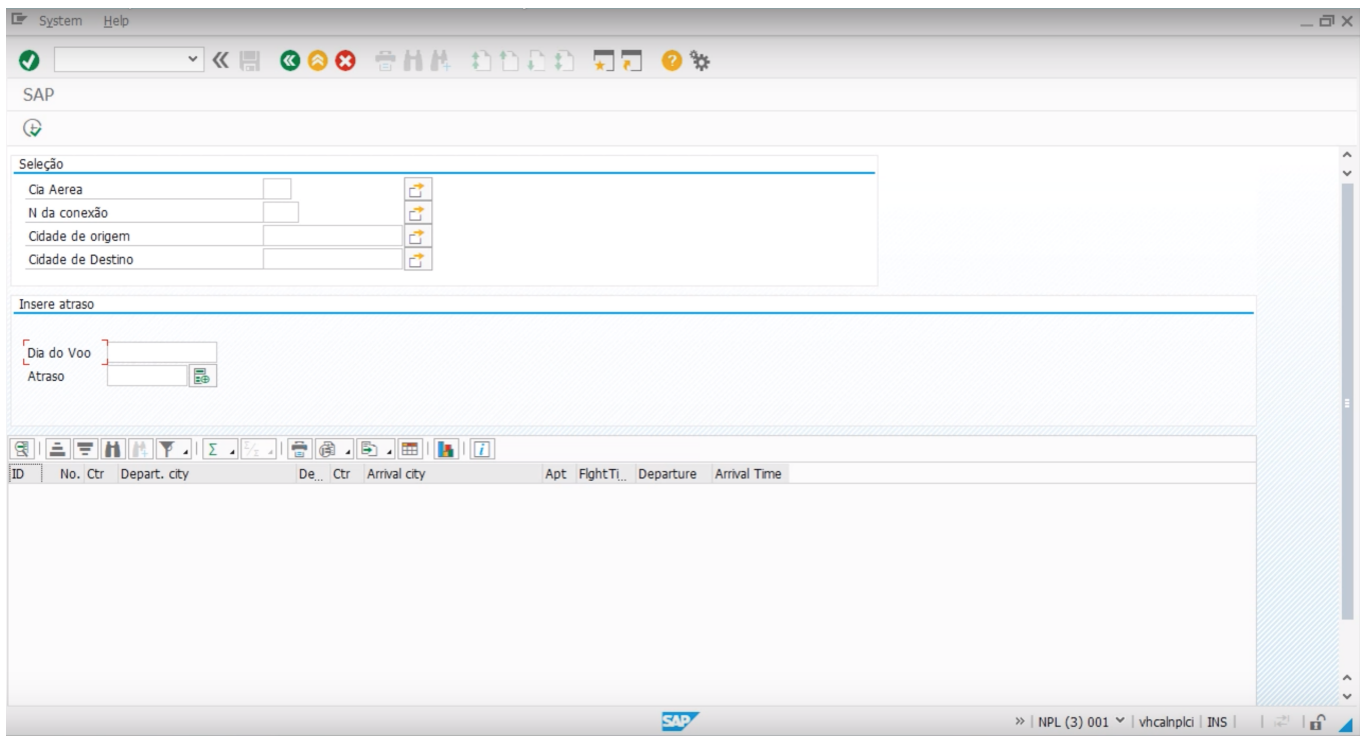 System Help
SAP
Seleção
Cia Aerea
N da conexão
Cidade de origem
Cidade de Destino
Insere atraso
Dia do Voo
Atraso
ID No. Ctr Depart. city De... Ctr Arrival city Apt FlghtTi... Departure Arrival Time
SAP » | NPL (3) 001 | vhcalnplci | INS |